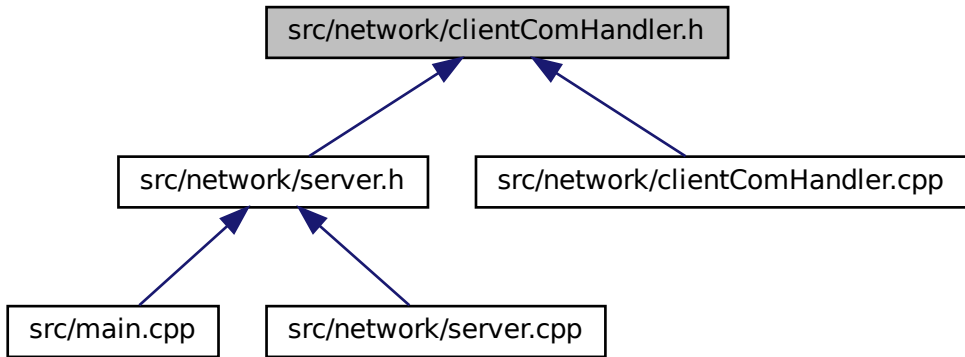 src/network/clientComHandler.h
src/network/server.h
src/network/clientComHandler.cpp
src/main.cpp
src/network/server.cpp